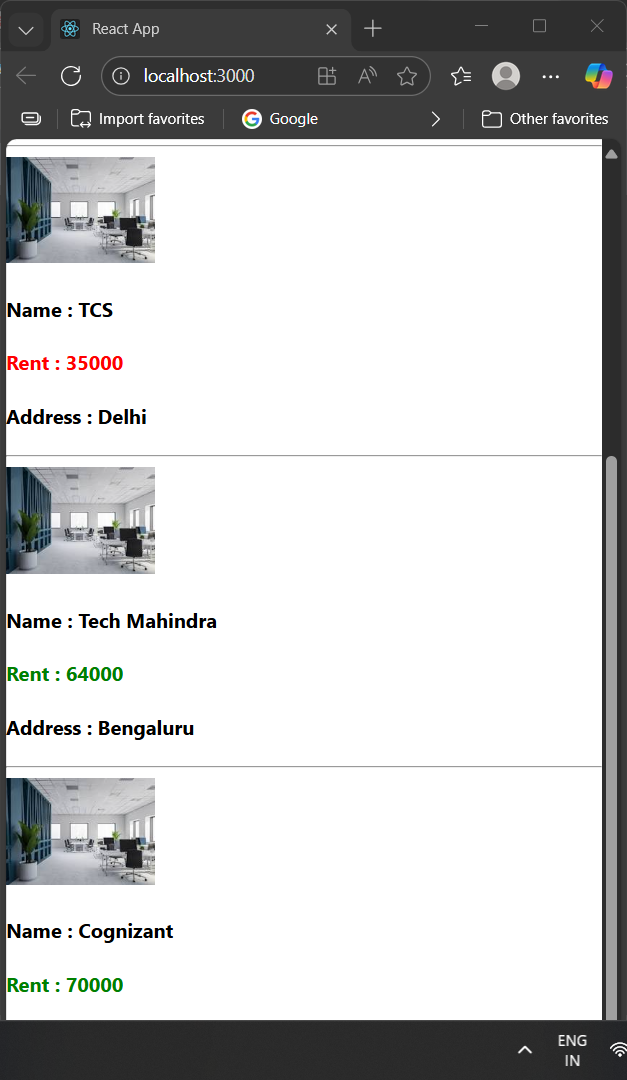 React App
localhost:3000
Import favorites
Google
Other favorites
Name : TCS
Rent : 35000
Address : Delhi
Name : Tech Mahindra
Rent : 64000
Address : Bengaluru
Name : Cognizant
Rent : 70000
ENG
IN